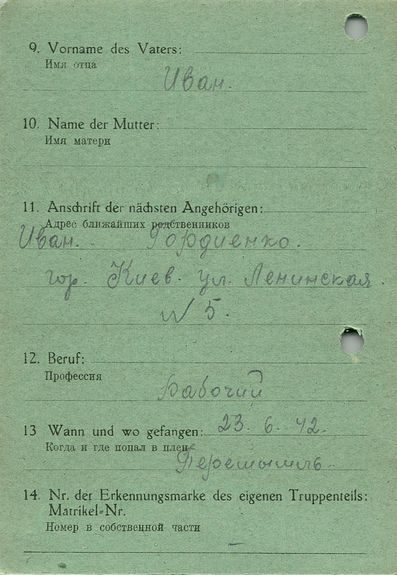 9. Vorname des Vaters:
Имя отца
Иван.
10. Name der Mutter:
Имя матери
11. Anschrift der nächsten Angehörigen:
Адрес ближайших родственников
Иван. Гордиенко.
гор. Киев. ул. Ленинская.
№ 5.
12. Beruf:
Профессия
Рабочий
13 Wann und wo gefangen: 23. 6. 42.
Когда и где попал в плен
14. Nr. der Erkennungsmarke des eigenen Truppenteils:
Matrikel-Nr.
Номер в собственной части